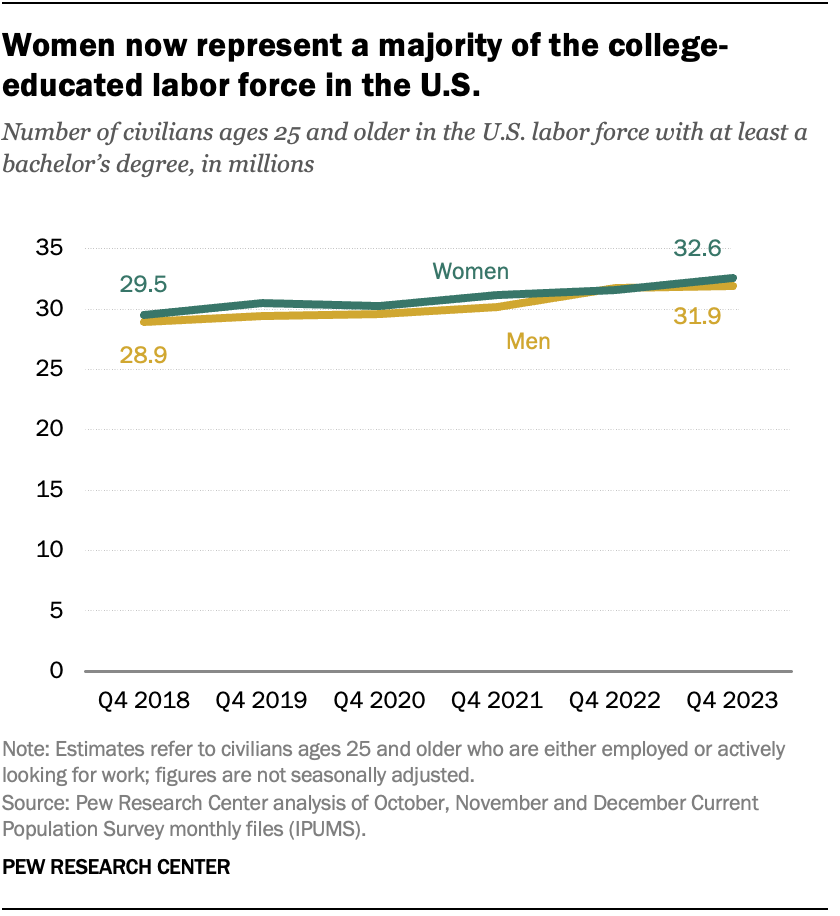 Women now represent a majority of the college-
educated labor force in the U.S.
Number of civilians ages 25 and older in the U.S. labor force with at least a
bachelor's degree, in millions
35
30
25
20
15
10
5
0
29.5
28.9
Women
Men
32.6
31.9
Q4 2018 Q4 2019 Q4 2020 Q4 2021 Q4 2022 Q4 2023
Note: Estimates refer to civilians ages 25 and older who are either employed or actively
looking for work; figures are not seasonally adjusted.
Source: Pew Research Center analysis of October, November and December Current
Population Survey monthly files (IPUMS).
PEW RESEARCH CENTER